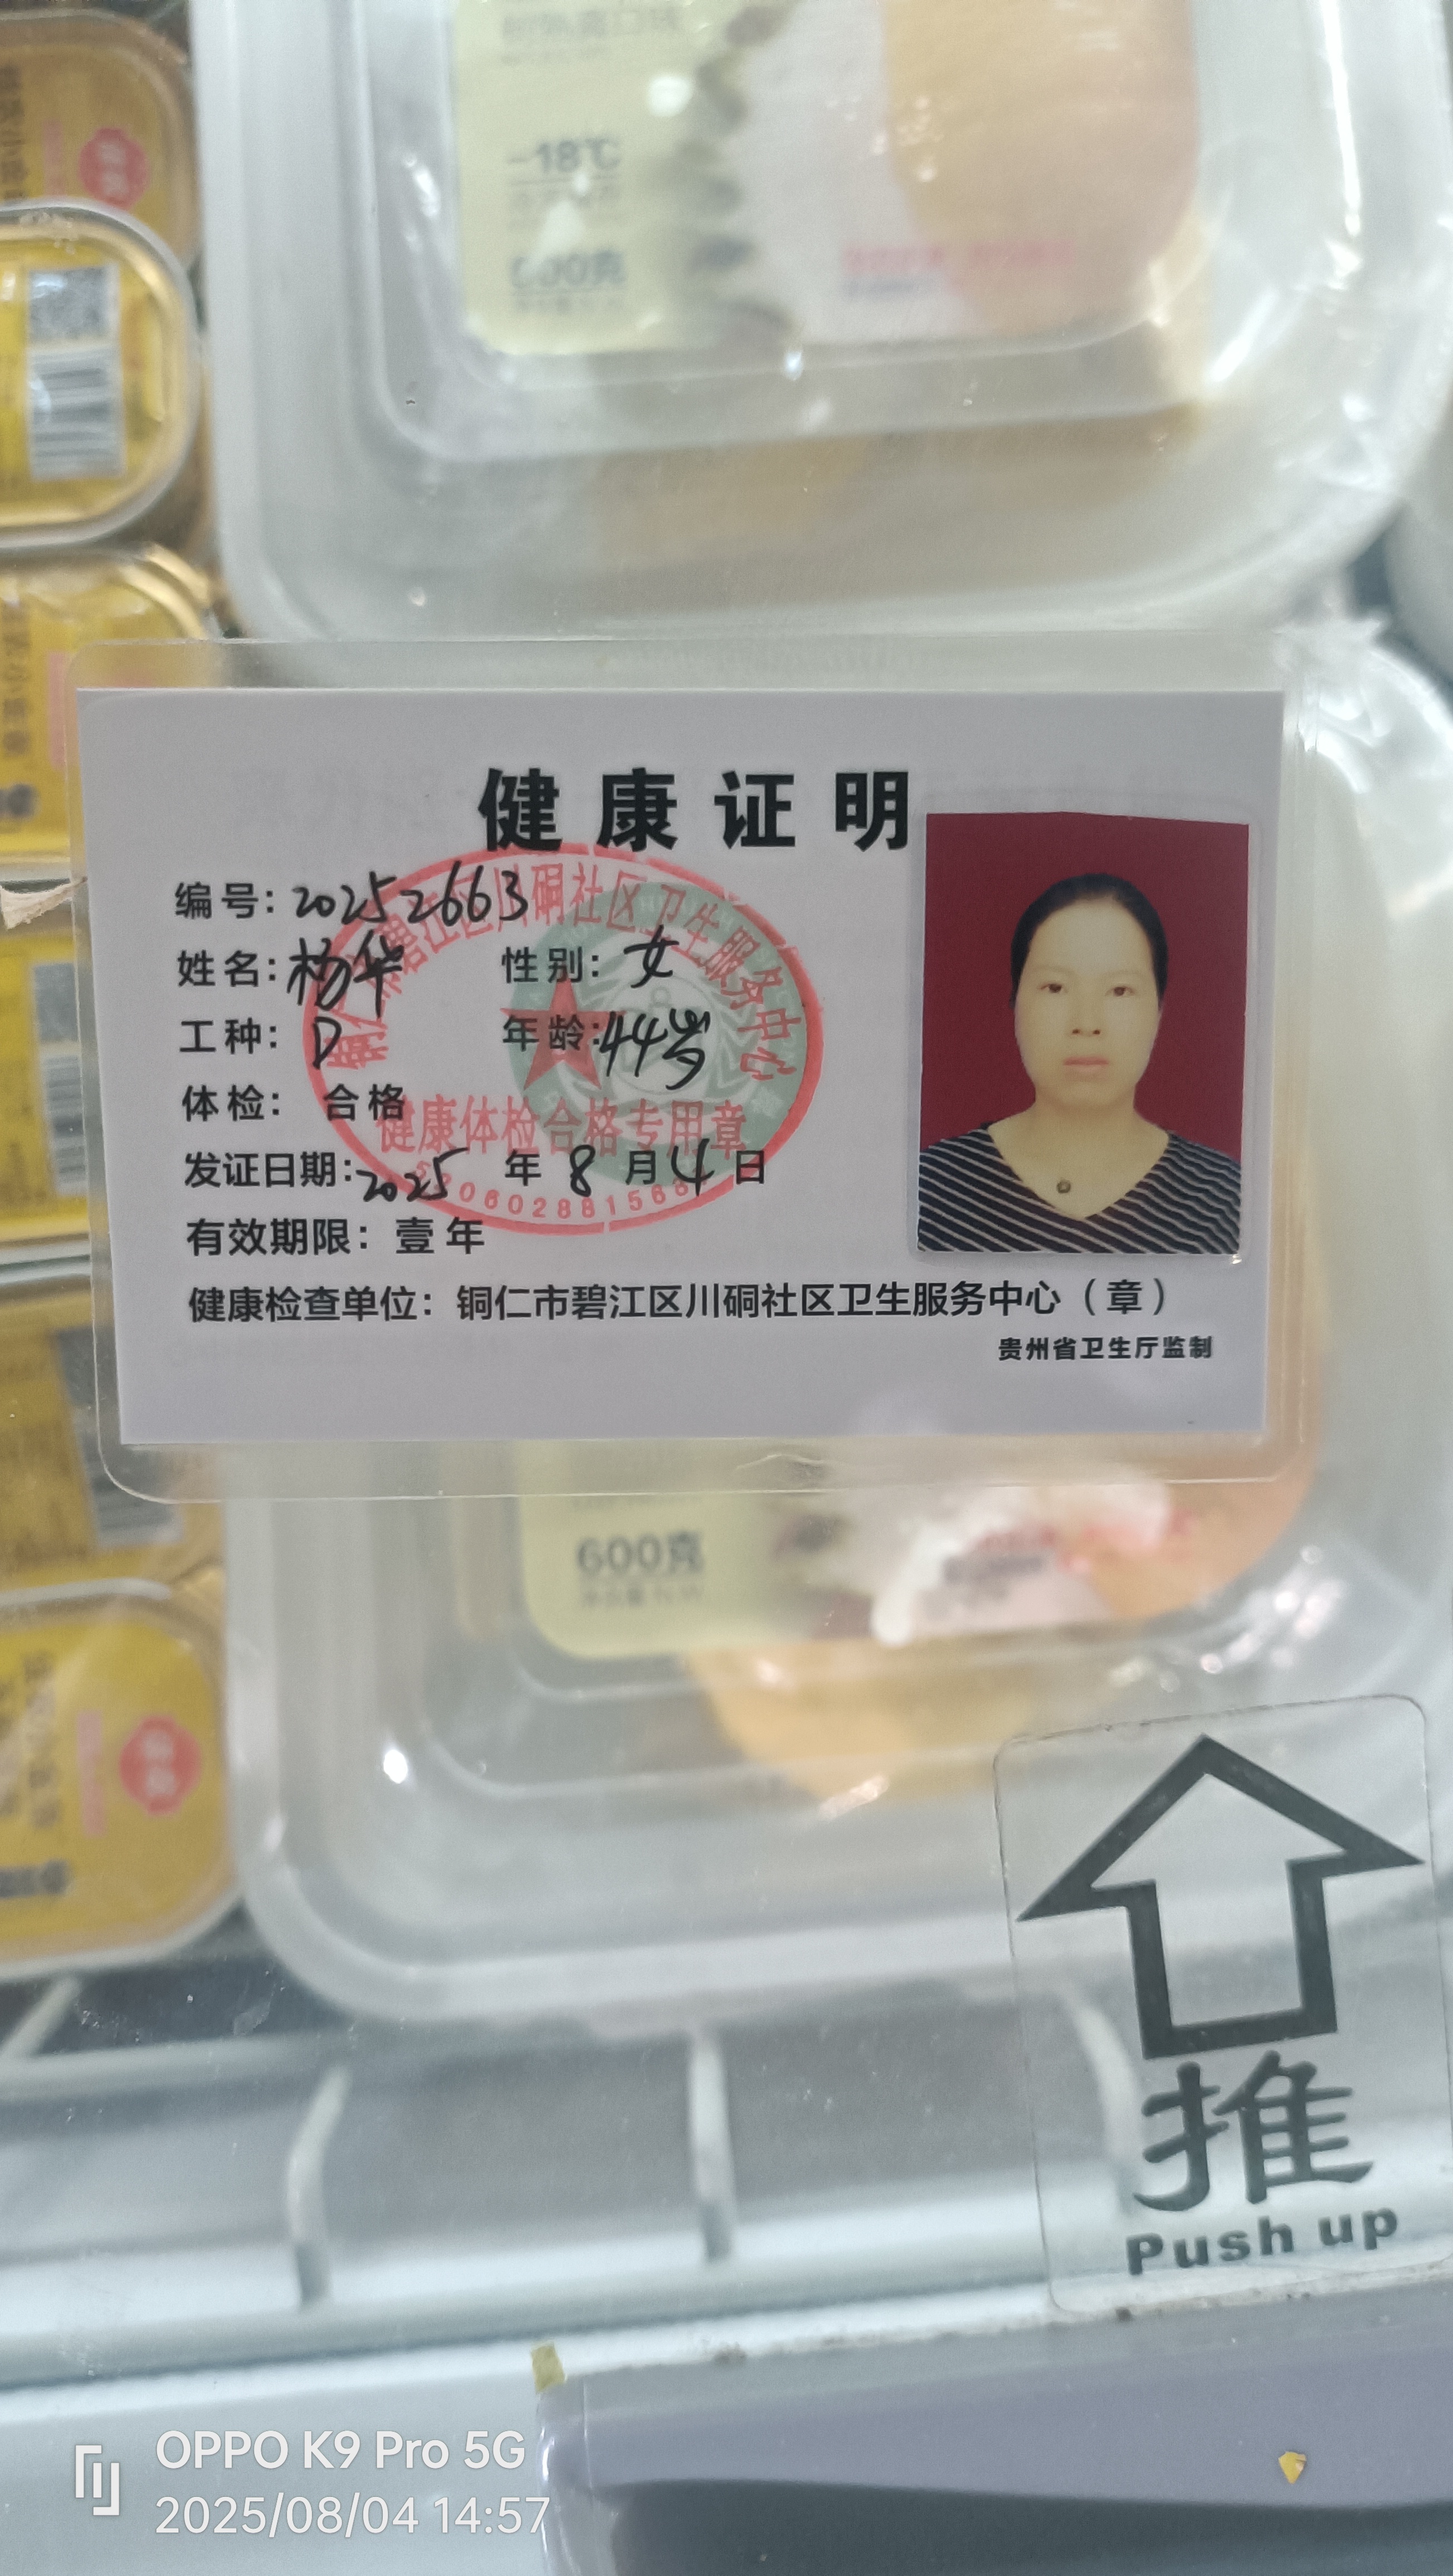 -18℃
600克
健康证明
编号：20252663
姓名：杨华 性别：女
工种：D 年龄：44岁
体检：合格
发证日期：2025 年 8 月 4 日
有效期限：壹年
健康检查单位：铜仁市碧江区川硐社区卫生服务中心（章）
贵州省卫生厅监制
铜仁市碧江区川硐社区卫生服务中心
健康体检合格专用章
600克
推
Push up
OPPO K9 Pro 5G
2025/08/04 14:57